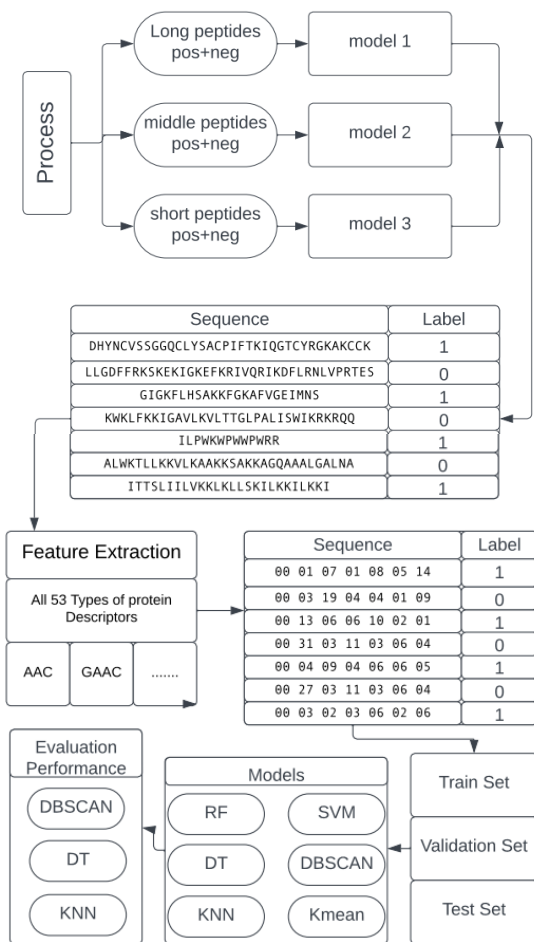 Process
Long peptides
pos+neg
model 1
middle peptides
pos+neg
model 2
short peptides
pos+neg
model 3
Sequence Label
DHYNCVSSGGQCLYSACPIFTKIQGTCYRGKAKCCK 1
LLGDFFRKSKEKIGKEFKRIVQRIKDFLRNLVPRTES 0
GIGKFLHSAKKFGKAFVGEIMNS 1
KWKLFKKIGAVLKVLTTGLPALISWIKRKRQQ 0
ILPWKWPWWPWRR 1
ALWKTLLKKVLKAAKKSAKKAGQAAALGALNA 0
ITTSLIILVKKLKLLSKILKKILKKI 1
Feature Extraction
All 53 Types of protein
Descriptors
AAC GAAC .......
Sequence Label
00 01 07 01 08 05 14 1
00 03 19 04 04 01 09 0
00 13 06 06 10 02 01 1
00 31 03 11 03 06 04 0
00 04 09 04 06 06 05 1
00 27 03 11 03 06 04 0
00 03 02 03 06 02 06 1
Evaluation
Performance
DBSCAN
DT
KNN
Models
RF SVM
DT DBSCAN
KNN Kmean
Train Set
Validation Set
Test Set